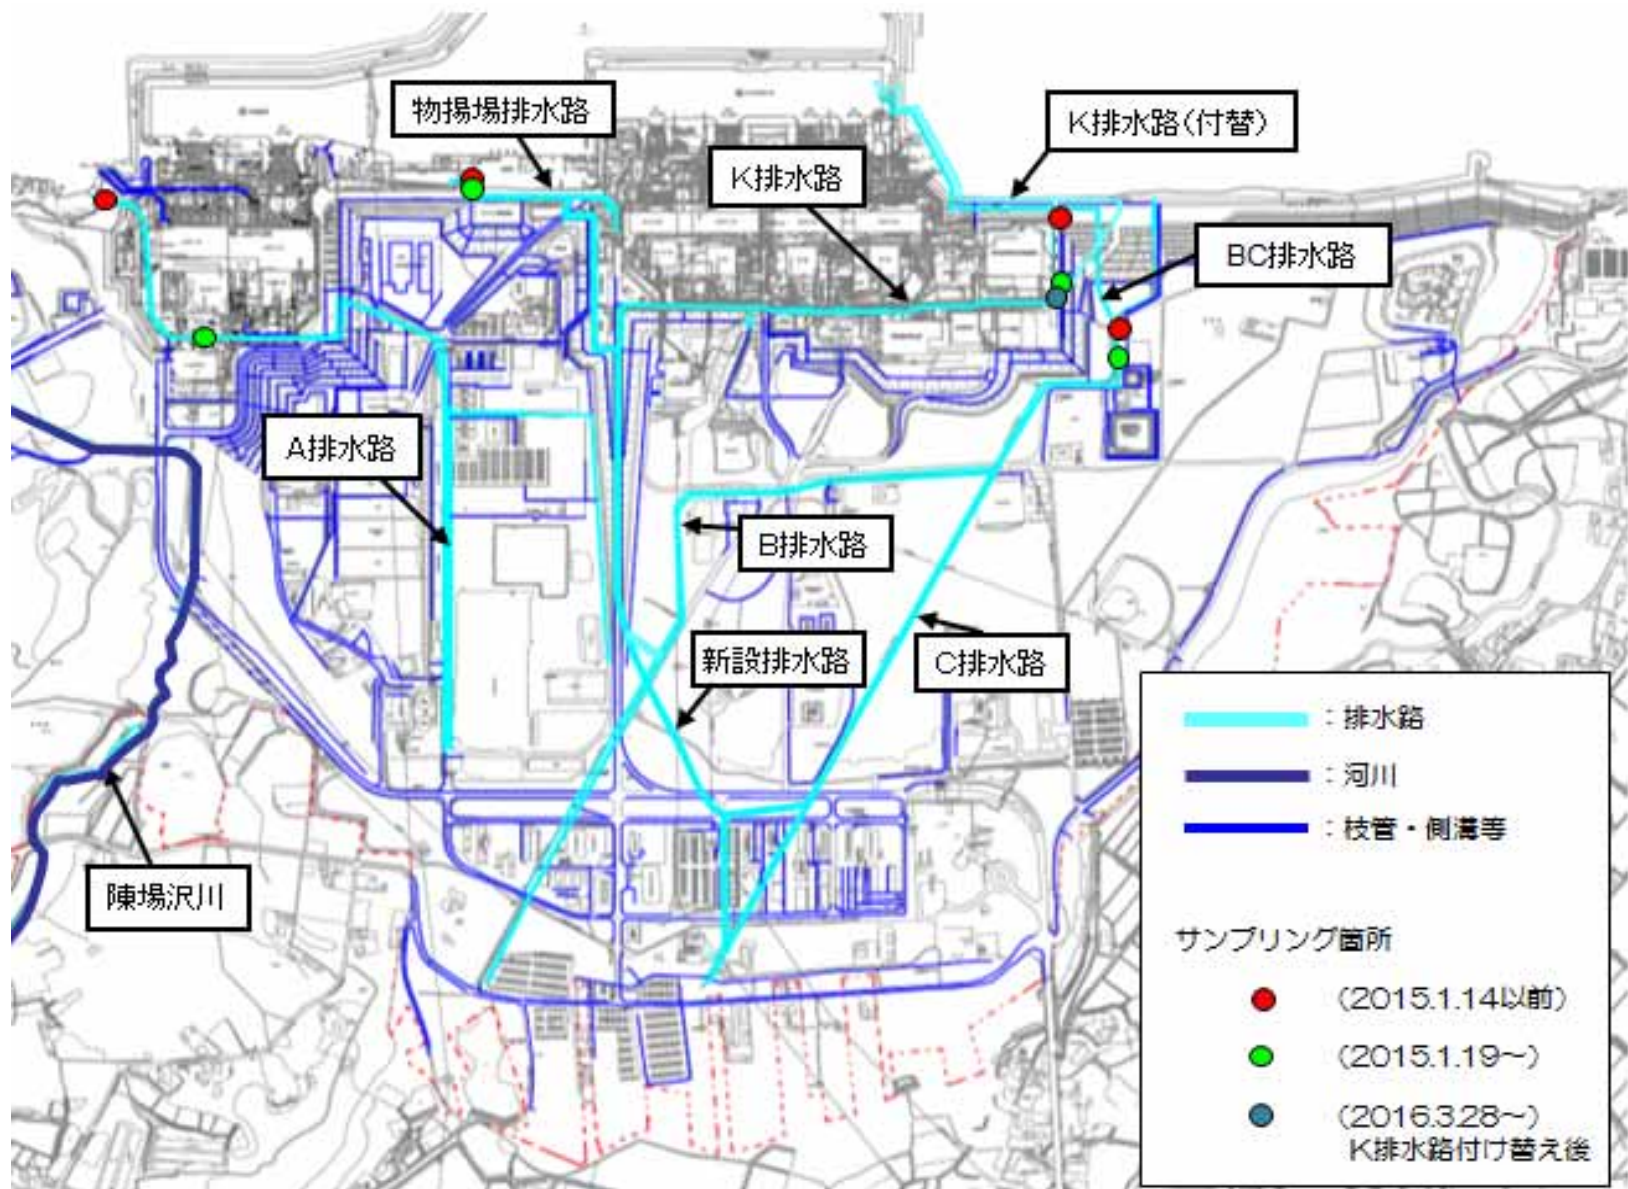 物揚場排水路
K排水路(付替)
K排水路
BC排水路
A排水路
B排水路
新設排水路
C排水路
陳場沢川
：排水路
：河川
：枝管・側溝等
サンプリング箇所
(2015.1.14以前)
(2015.1.19～)
(2016.3.28～)
K排水路付け替え後